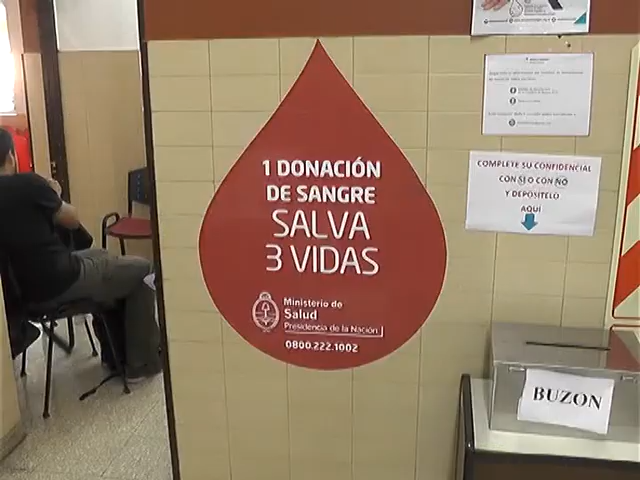 1 DONACIÓN
DE SANGRE
SALVA
3 VIDAS
Ministerio de
Salud
Presidencia de la Nación
0800.222.1002
COMPLETE SU CONFIDENCIAL
CON SÍ O CON NO
Y DEPOSITELO
AQUI
BUZON